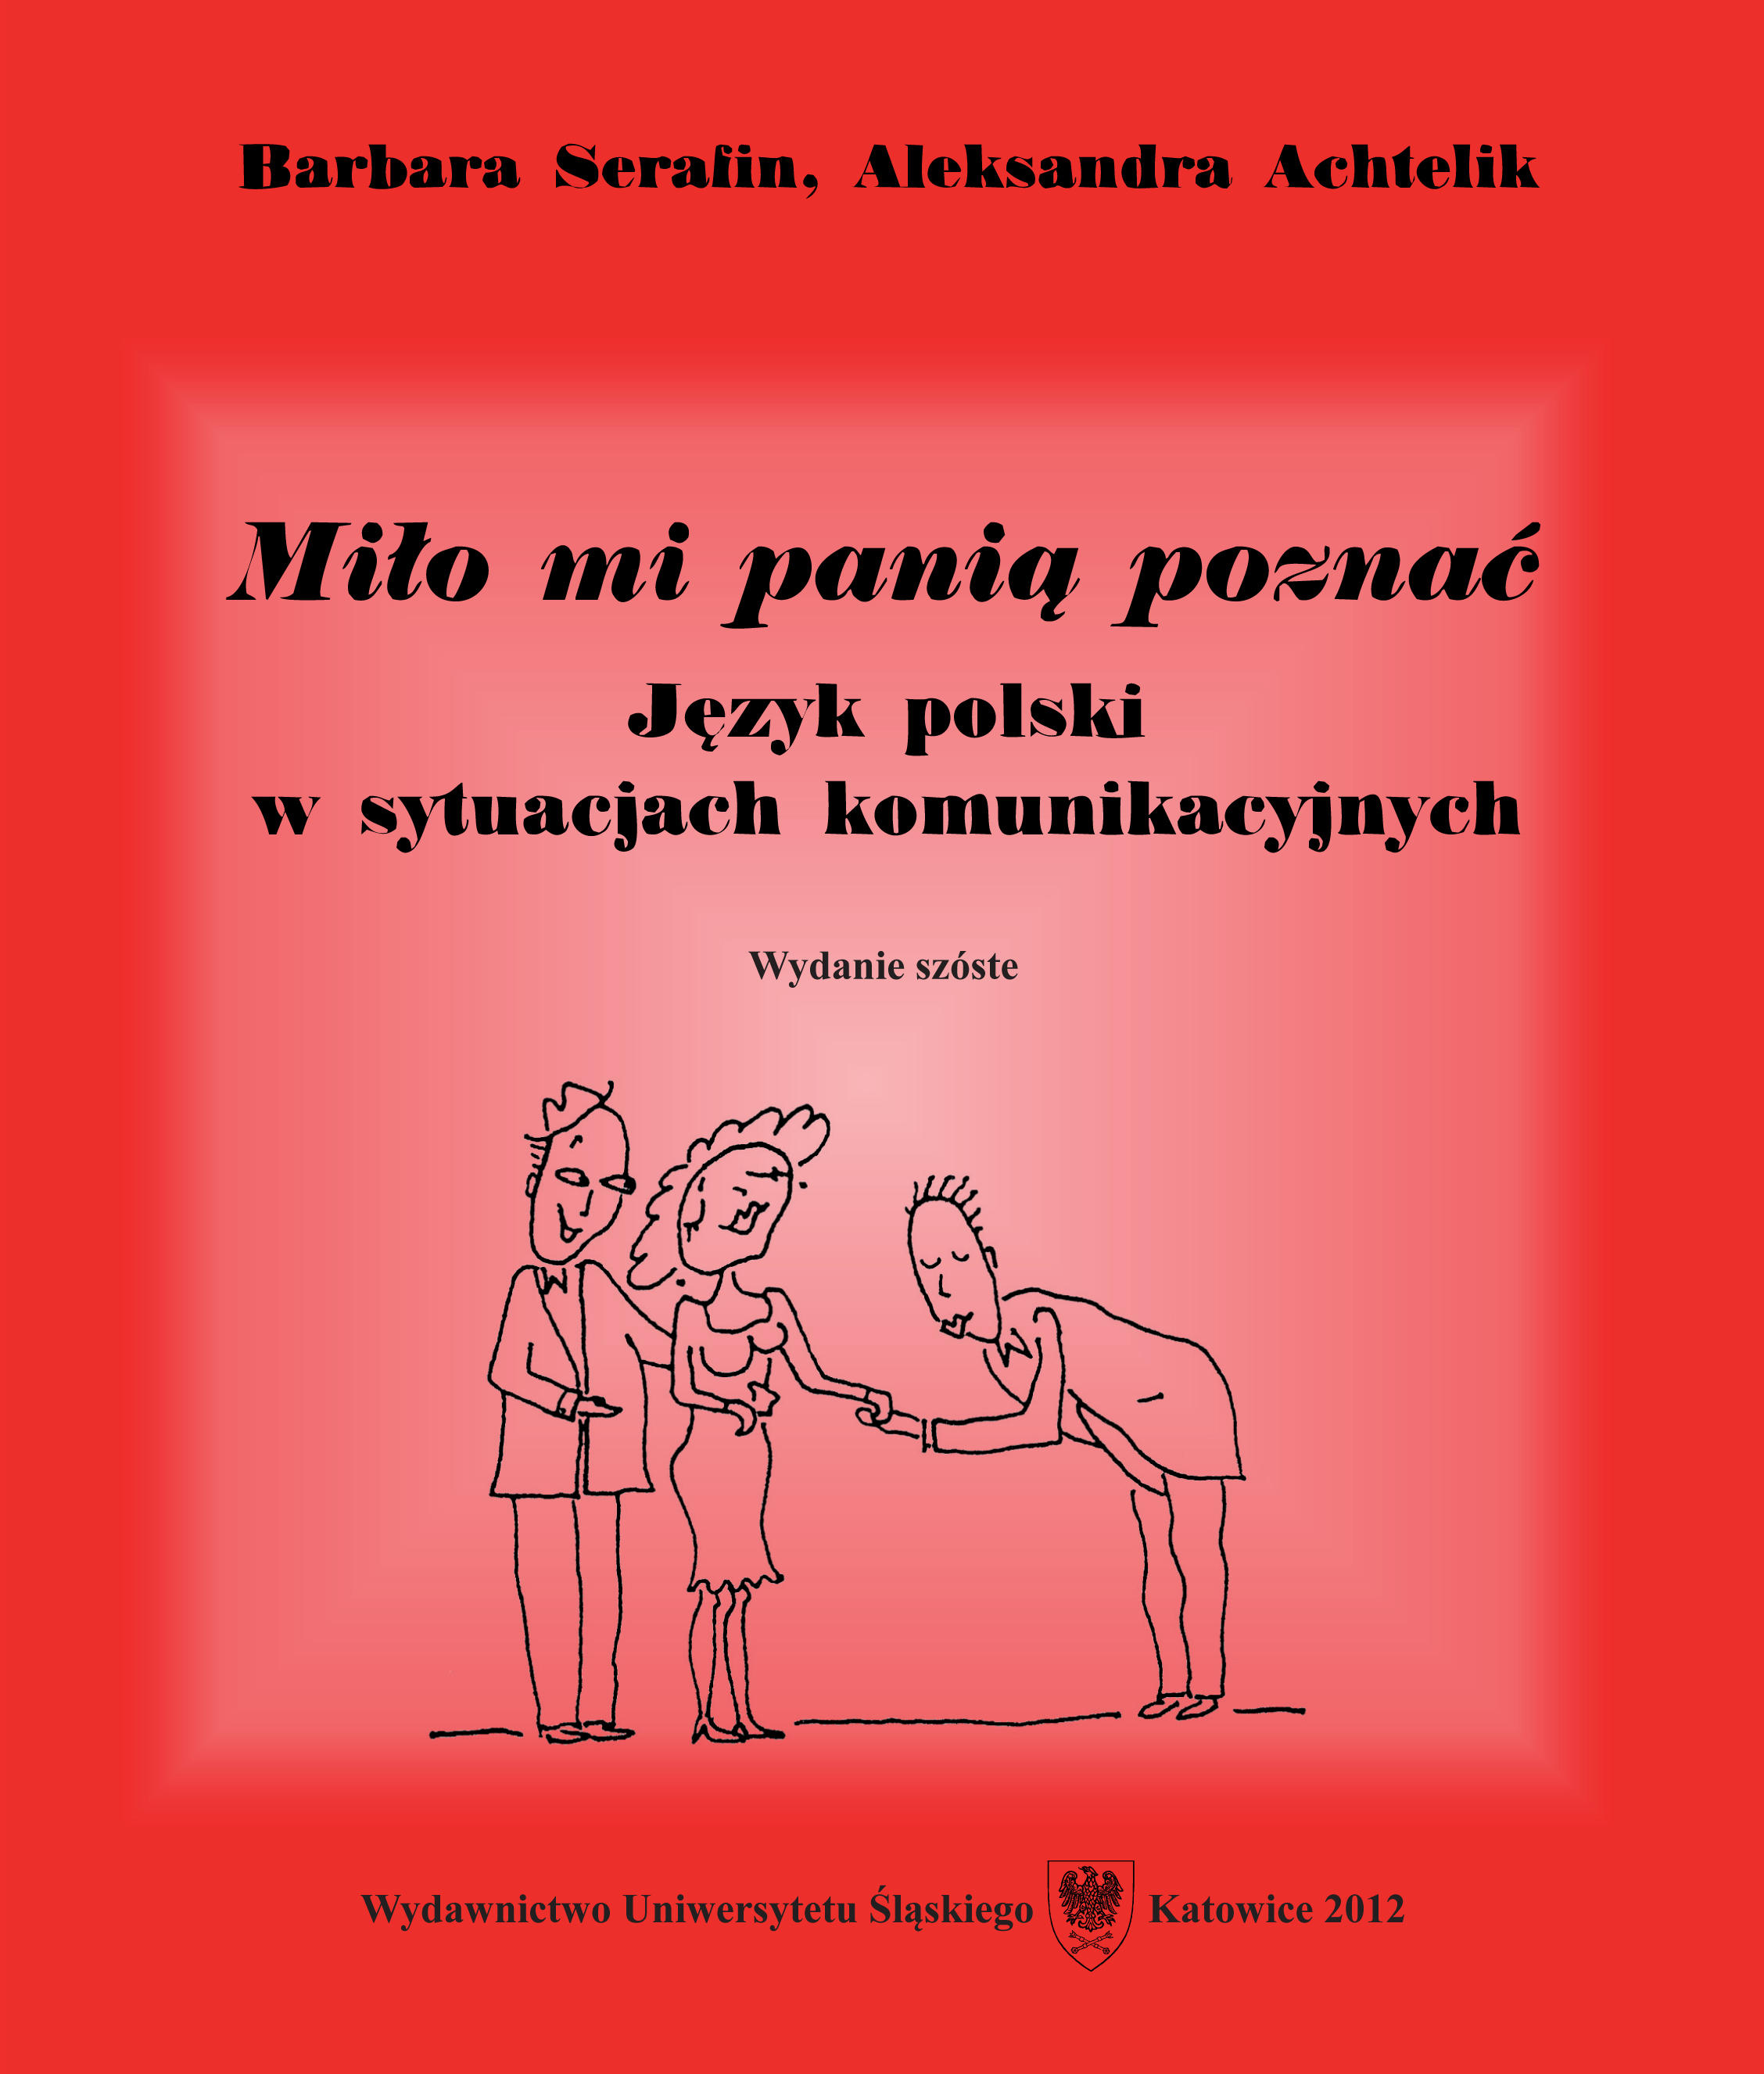 Barbara Serafin, Aleksandra Achtelik
Miło mi panią poznać
Język polski
w sytuacjach komunikacyjnych
Wydanie szóste
Wydawnictwo Uniwersytetu Śląskiego Katowice 2012